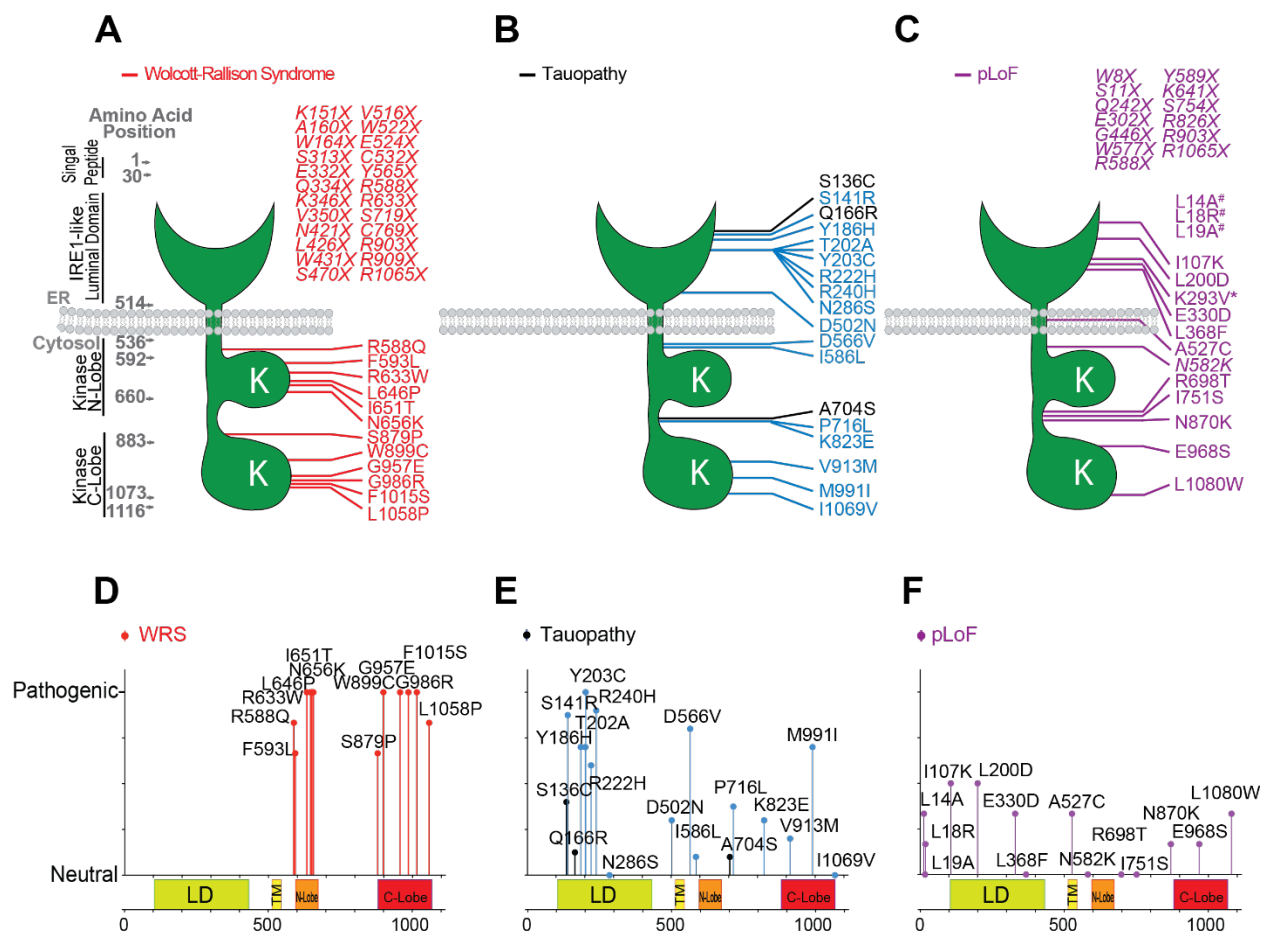 A
B
C
Wolcott-Rallison Syndrome
Tauopathy
pLoF
Amino Acid
Position
Singal
Peptide
1
30
IRE1-like
Luminal Domain
ER
514
Cytosol
536
592
Kinase
N-Lobe
660
883
Kinase
C-Lobe
1073
1116
K151X V516X
A160X W522X
W164X E524X
S313X C532X
E332X Y565X
Q334X R588X
K346X R633X
V350X S719X
N421X C769X
L426X R903X
W431X R909X
S470X R1065X
K
K
R588Q
F593L
R633W
L646P
I651T
N656K
S879P
W899C
G957E
G986R
F1015S
L1058P
S136C
S141R
Q166R
Y186H
T202A
Y203C
R222H
R240H
N286S
D502N
D566V
I586L
K
K
A704S
P716L
K823E
V913M
M991I
I1069V
W8X Y589X
S11X K641X
Q242X S754X
E302X R826X
G446X R903X
W577X R1065X
R588X
L14A#
L18R#
L19A#
I107K
L200D
K293V*
E330D
L368F
A527C
N582K
R698T
I751S
N870K
E968S
L1080W
K
K
D
E
F
WRS
Tauopathy
pLoF
Pathogenic
Neutral
I651T
N656K
L646P
R633W
R588Q
F593L
F1015S
G957E
W899C
G986R
L1058P
S879P
LD
TM
N-Lobe
C-Lobe
0 500 1000
Y203C
S141R
R240H
T202A
Y186H
R222H
S136C
Q166R
N286S
D566V
D502N
I586L
P716L
A704S
K823E
M991I
V913M
I1069V
LD
TM
N-Lobe
C-Lobe
0 500 1000
I107K
L200D
L14A
E330D
A527C
L18R
L19A
L368F
N582K
R698T
I751S
N870K
E968S
L1080W
LD
TM
N-Lobe
C-Lobe
0 500 1000